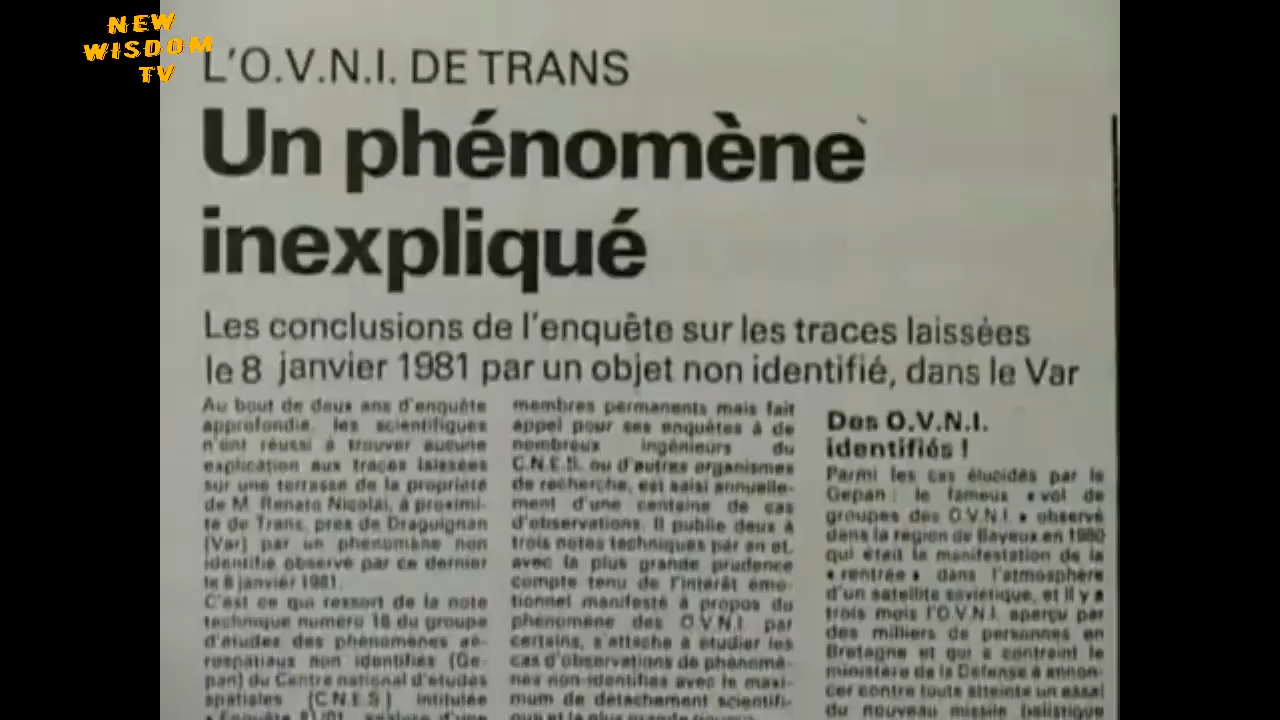 NEW
WISDOM
TV
L'O.V.N.I. DE TRANS
Un phénomène
inexpliqué
Les conclusions de l'enquête sur les traces laissées
le 8 janvier 1981 par un objet non identifié, dans le Var
Au bout de deux ans d'enquête
approfondie, les scientifiques
n'ont réussi à trouver aucune
explication aux traces laissées
sur une terrasse de la propriété
de M. Renato Nicolaï, à proximi-
té de Trans, près de Draguignan
(Var) par un phénomène non
identifié observé par ce dernier
le 8 janvier 1981.
C'est ce qui ressort de la note
technique numéro 16 du groupe
d'études des phénomènes aé-
rospatiaux non identifiés (Ge-
pan) du Centre national d'études
spatiales (C.N.E.S) intitulée
« Enquête 81/01, analyse d'une
membres permanents mais fait
appel pour ses enquêtes à de
nombreux ingénieurs du
C.N.E.S. ou d'autres organismes
de recherche, est saisi annuelle-
ment d'une centaine de cas
d'observations. Il publie deux à
trois notes techniques par an et,
avec la plus grande prudence
compte tenu de l'intérêt émo-
tionnel manifesté à propos du
phénomène des O.V.N.I. par
certains, s'attache à étudier les
cas d'observations de phénomè-
nes non-identifiés avec le maxi-
mum de détachement scientifi-
que et la plus grande
Des O.V.N.I.
identifiés !
Parmi les cas élucidés par le
Gepan : le fameux « vol de
groupes des O.V.N.I. » observé
dans la région de Bayeux en 1980
qui était la manifestation de la
« rentrée » dans l'atmosphère
d'un satellite soviétique, et il y a
trois mois l'O.V.N.I. aperçu par
des milliers de personnes en
Bretagne et qui a contraint le
ministère de la Défense à annon-
cer contre toute attente un essai
du nouveau missile balistique